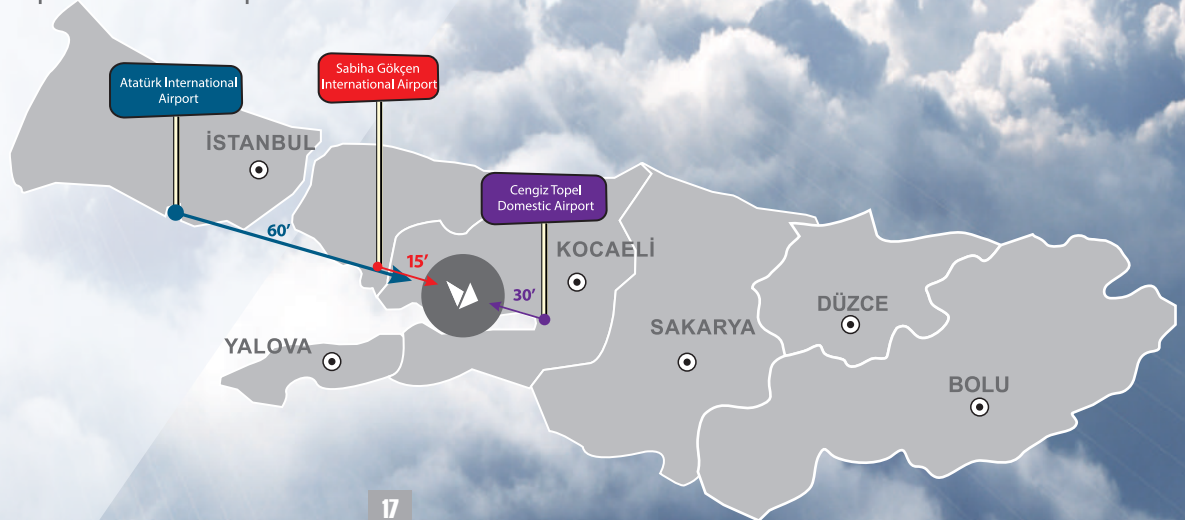 Atatürk International
Airport
Sabiha Gökçen
International Airport
İSTANBUL
Cengiz Topel
Domestic Airport
60’
15’
KOCAELİ
30’
DÜZCE
SAKARYA
YALOVA
BOLU
17